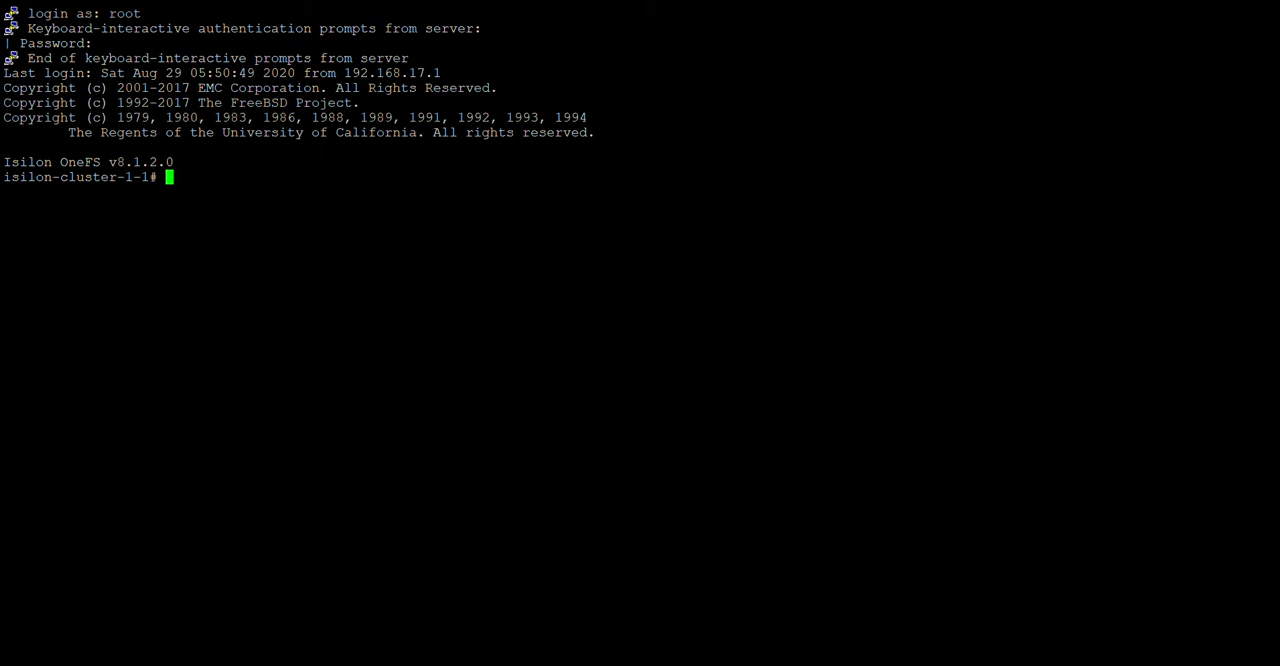 login as: root
Keyboard-interactive authentication prompts from server:
| Password:
End of keyboard-interactive prompts from server
Last login: Sat Aug 29 05:50:49 2020 from 192.168.17.1
Copyright (c) 2001-2017 EMC Corporation. All Rights Reserved.
Copyright (c) 1992-2017 The FreeBSD Project.
Copyright (c) 1979, 1980, 1983, 1986, 1988, 1989, 1991, 1992, 1993, 1994
        The Regents of the University of California. All rights reserved.

Isilon OneFS v8.1.2.0
isilon-cluster-1-1#